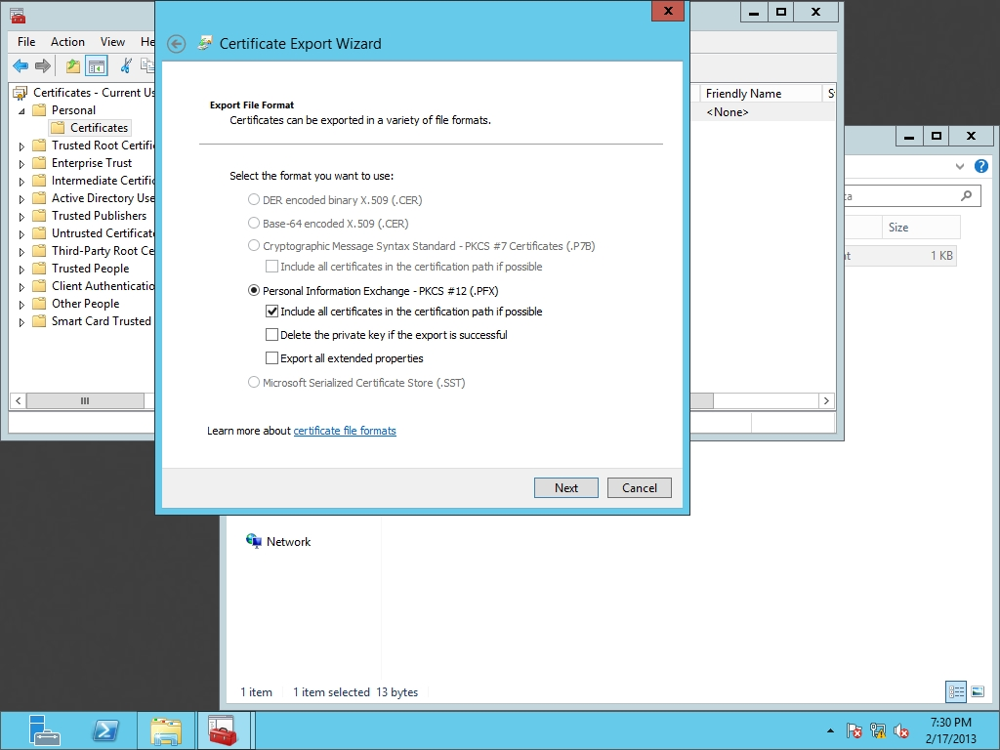 X
Certificate Export Wizard
File Action View He
Friendly Name S
<None>
Certificates - Current Us
Personal
Certificates
Trusted Root Certific
Enterprise Trust
Intermediate Certific
Active Directory Use
Trusted Publishers
Untrusted Certificate
Third-Party Root Ce
Trusted People
Client Authenticatio
Other People
Smart Card Trusted
Export File Format
Certificates can be exported in a variety of file formats.
Select the format you want to use:
DER encoded binary X.509 (.CER)
Base-64 encoded X.509 (.CER)
Cryptographic Message Syntax Standard - PKCS #7 Certificates (.P7B)
Include all certificates in the certification path if possible
Personal Information Exchange - PKCS #12 (.PFX)
Include all certificates in the certification path if possible
Delete the private key if the export is successful
Export all extended properties
Microsoft Serialized Certificate Store (.SST)
Learn more about certificate file formats
Next Cancel
ta
Size
t 1 KB
Network
1 item 1 item selected 13 bytes
7:30 PM
2/17/2013